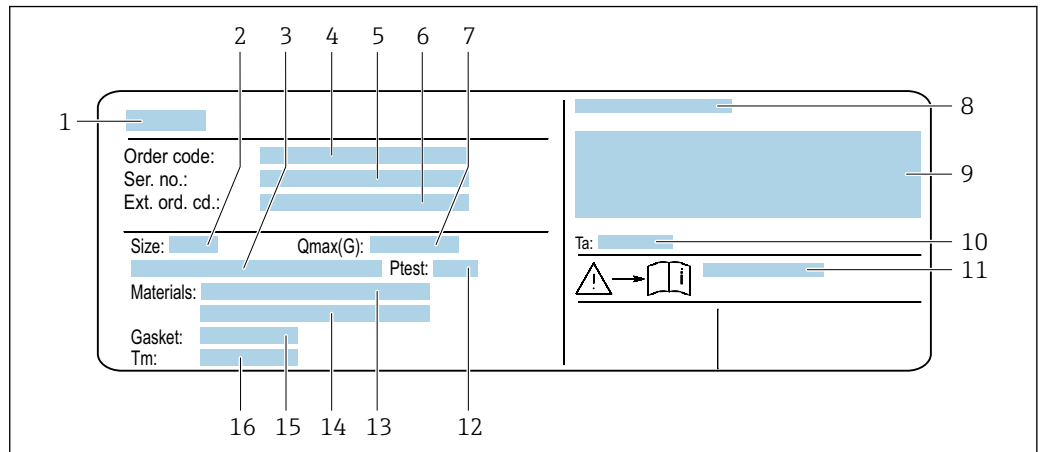 2 3 4 5 6 7
1 8
Order code:
Ser. no.:
Ext. ord. cd.:
9
Size: Qmax(G): Ta: 10
Ptest: 11
Materials:
i
Gasket:
Tm:
16 15 14 13 12